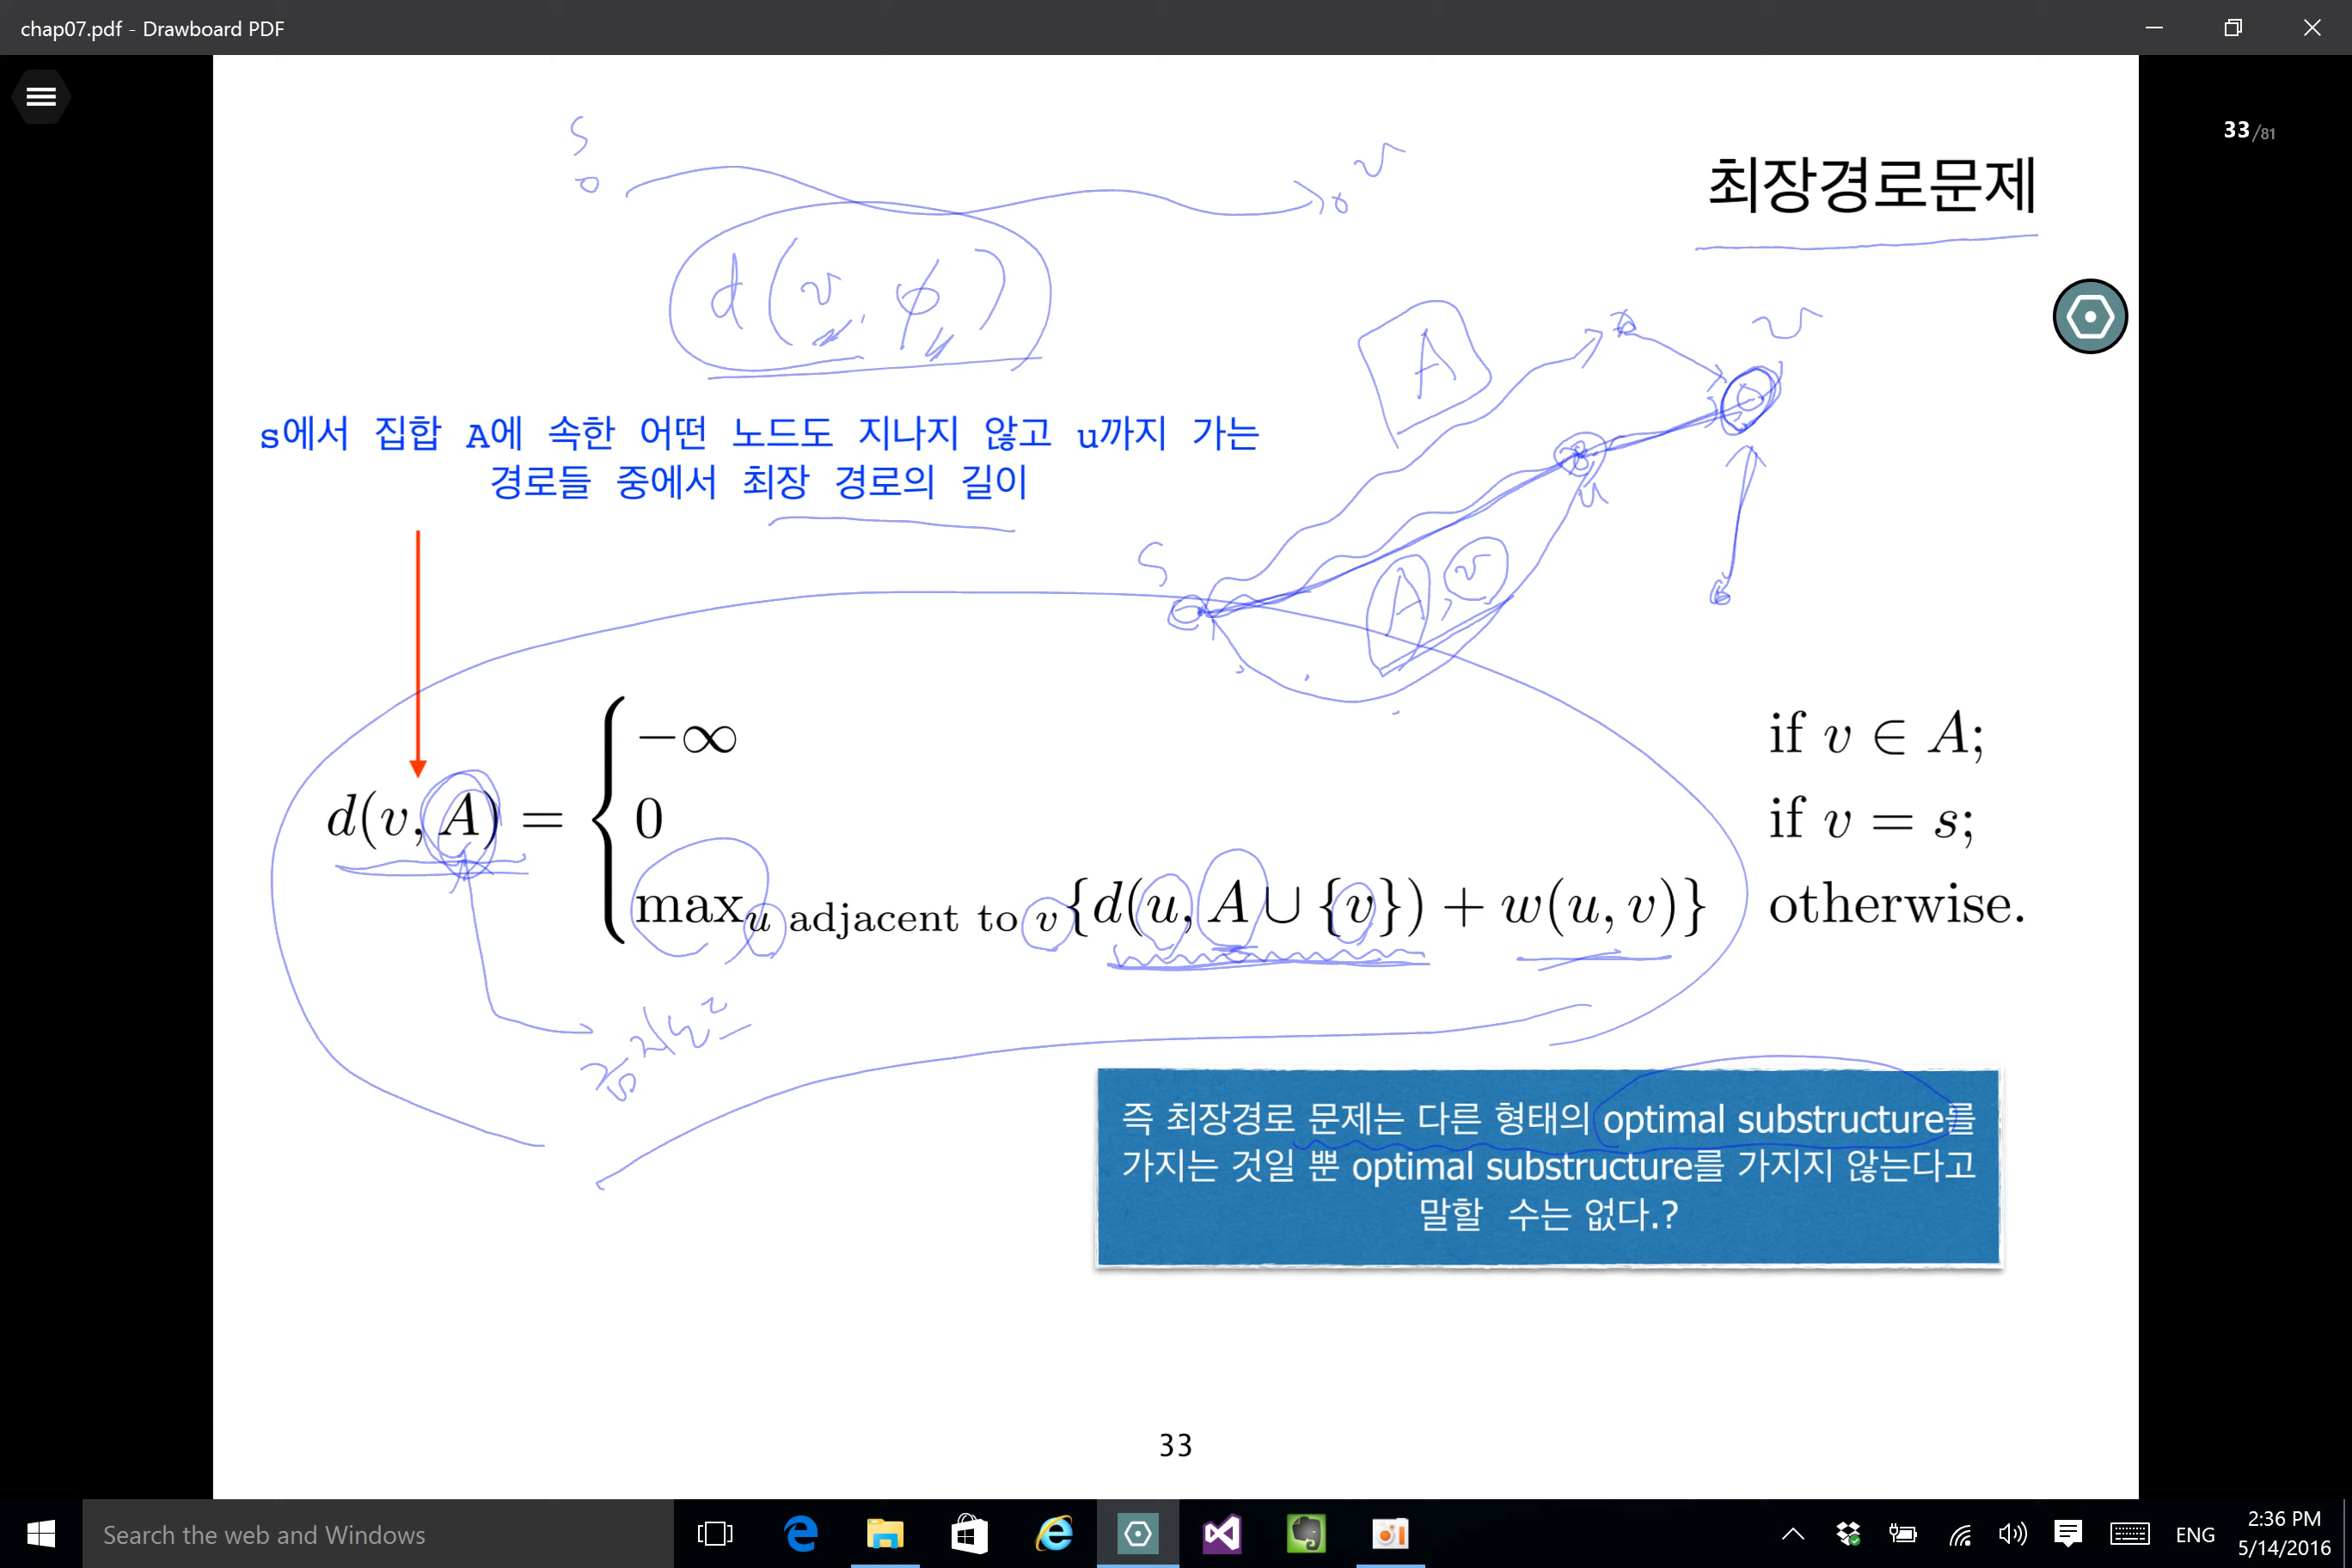 chap07.pdf - Drawboard PDF
33/81
최장경로문제
s
v
d(v, φ)
A
v
u
s에서 집합 A에 속한 어떤 노드도 지나지 않고 u까지 가는
경로들 중에서 최장 경로의 길이
s
A, v
d(v, A) = {
−∞ if v ∈ A;
0 if v = s;
max u adjacent to v {d(u, A ∪ {v}) + w(u, v)} otherwise.
즉 최장경로 문제는 다른 형태의 optimal substructure를
가지는 것일 뿐 optimal substructure를 가지지 않는다고
말할 수는 없다.?
33
Search the web and Windows
ENG
2:36 PM
5/14/2016